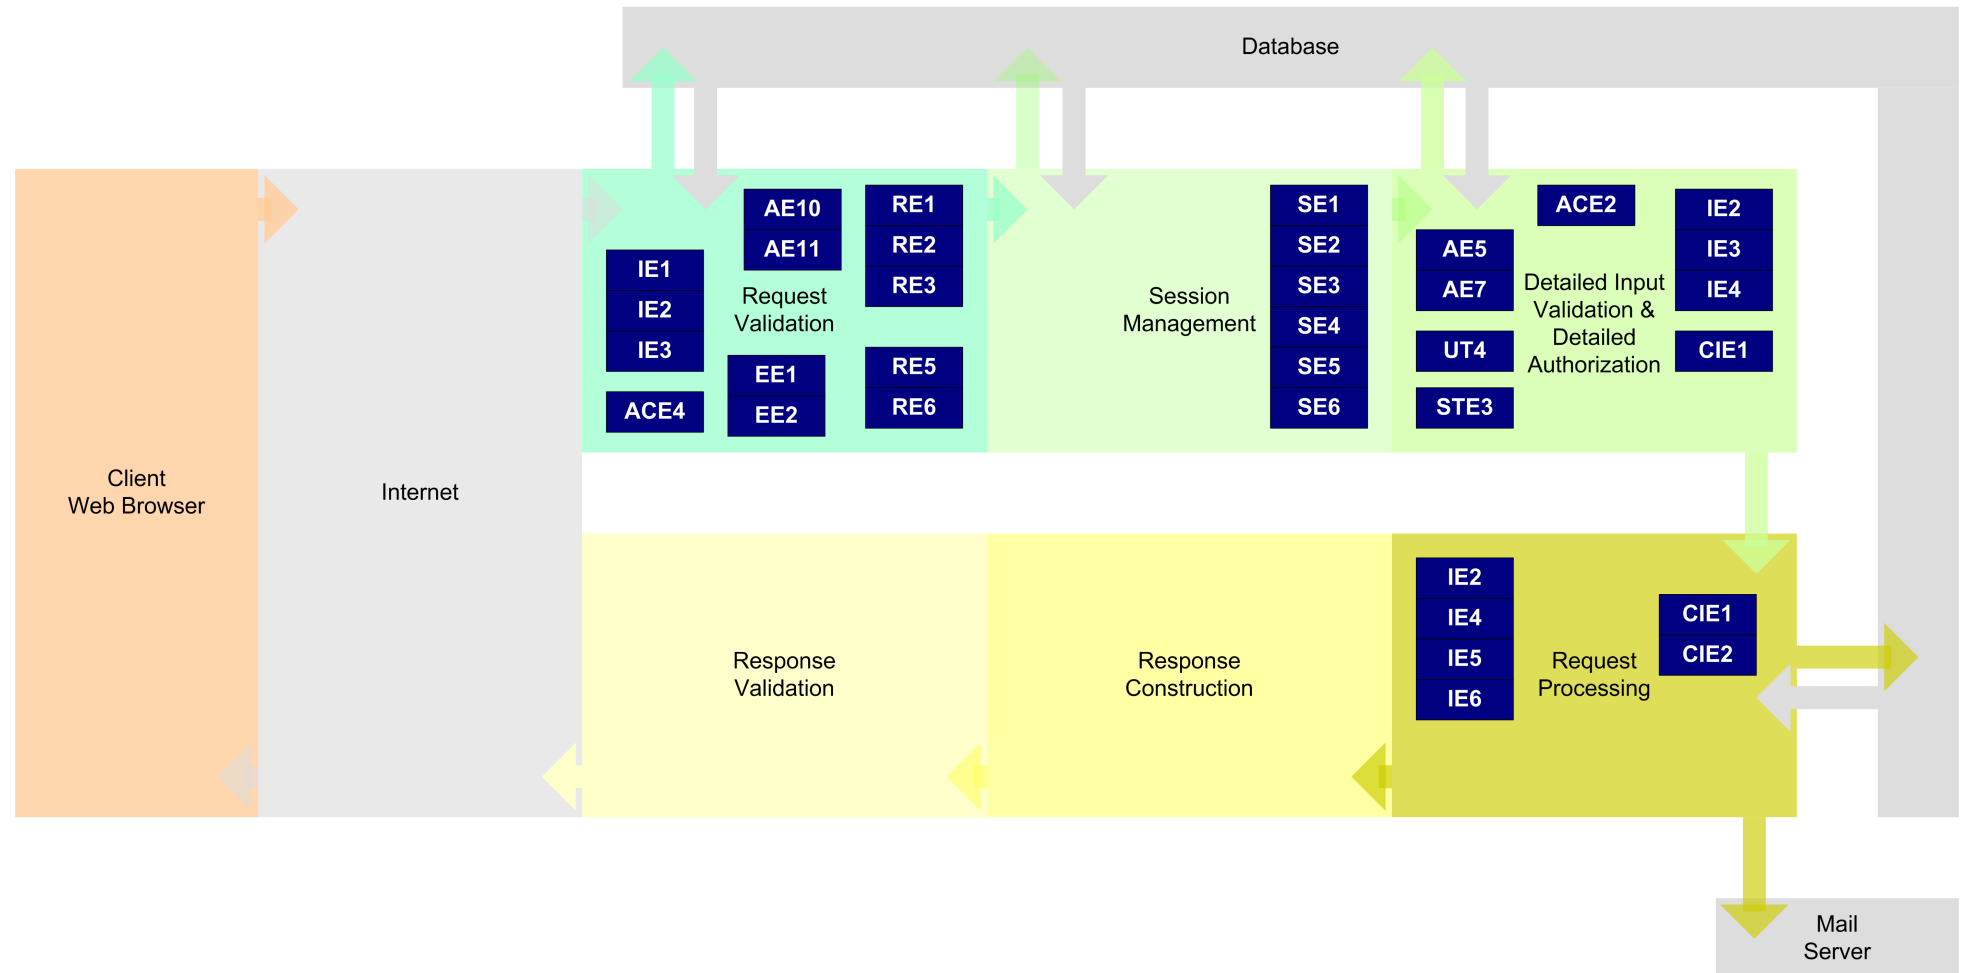 Database
AE10
AE11
RE1
RE2
RE3
IE1
IE2
IE3
Request
Validation
ACE4
EE1
EE2
RE5
RE6
Session
Management
SE1
SE2
SE3
SE4
SE5
SE6
ACE2
AE5
AE7
IE2
IE3
IE4
Detailed Input
Validation &
Detailed
Authorization
UT4
STE3
CIE1
Client
Web Browser
Internet
Response
Validation
Response
Construction
IE2
IE4
IE5
IE6
Request
Processing
CIE1
CIE2
Mail
Server